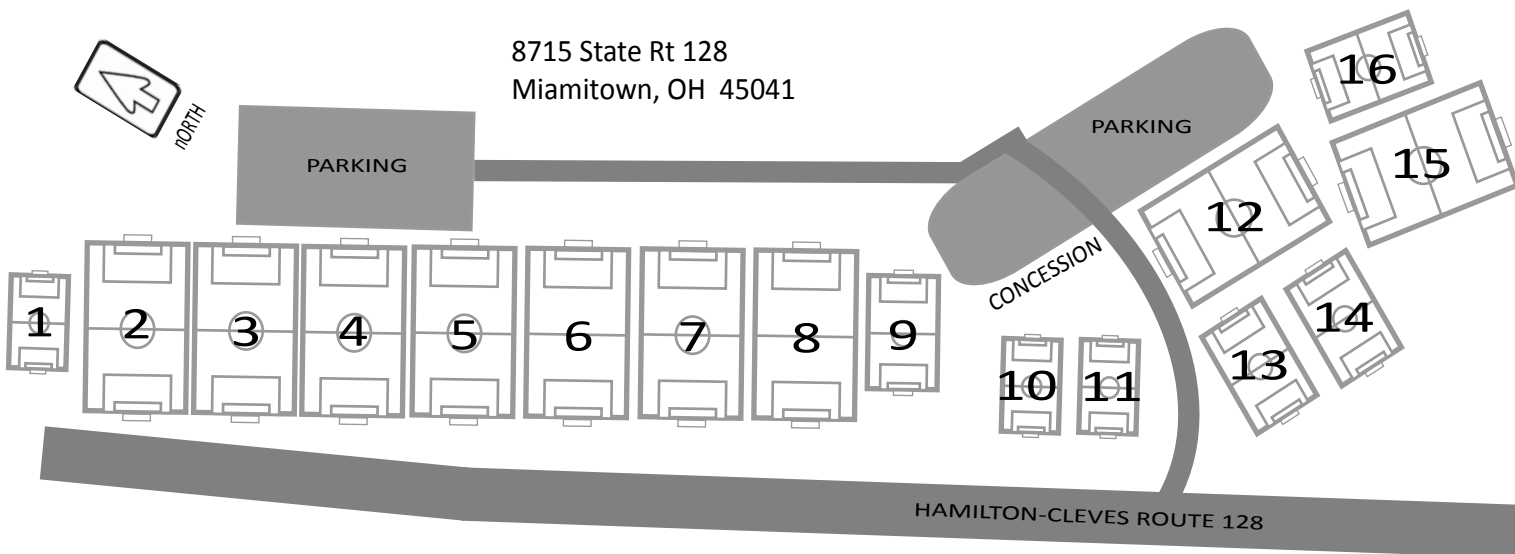 8715 State Rt 128
Miamitown, OH  45041
nORTH
PARKING
PARKING
CONCESSION
1
2
3
4
5
6
7
8
9
10
11
12
13
14
15
16
HAMILTON-CLEVES ROUTE 128